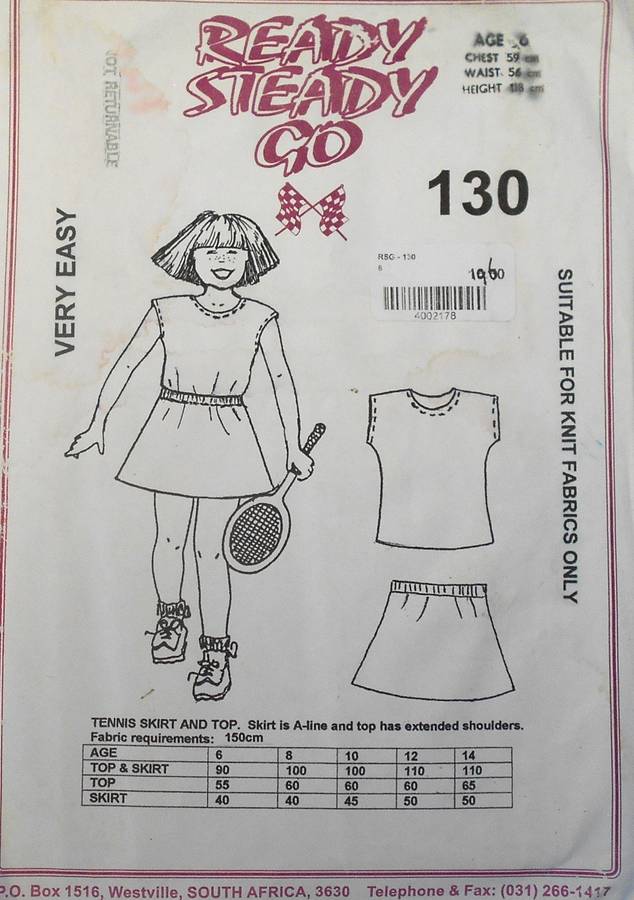 READY
STEADY
GO
AGE 6
CHEST 59 cm
WAIST 56 cm
HEIGHT 118 cm
NOT RETURNABLE
130
VERY EASY
RSG - 130
6
4002178
SUITABLE FOR KNIT FABRICS ONLY
TENNIS SKIRT AND TOP. Skirt is A-line and top has extended shoulders.
Fabric requirements: 150cm
AGE 6 8 10 12 14
TOP & SKIRT 90 100 100 110 110
TOP 55 60 60 60 65
SKIRT 40 40 45 50 50
P.O. Box 1516, Westville, SOUTH AFRICA, 3630 Telephone & Fax: (031) 266-1417